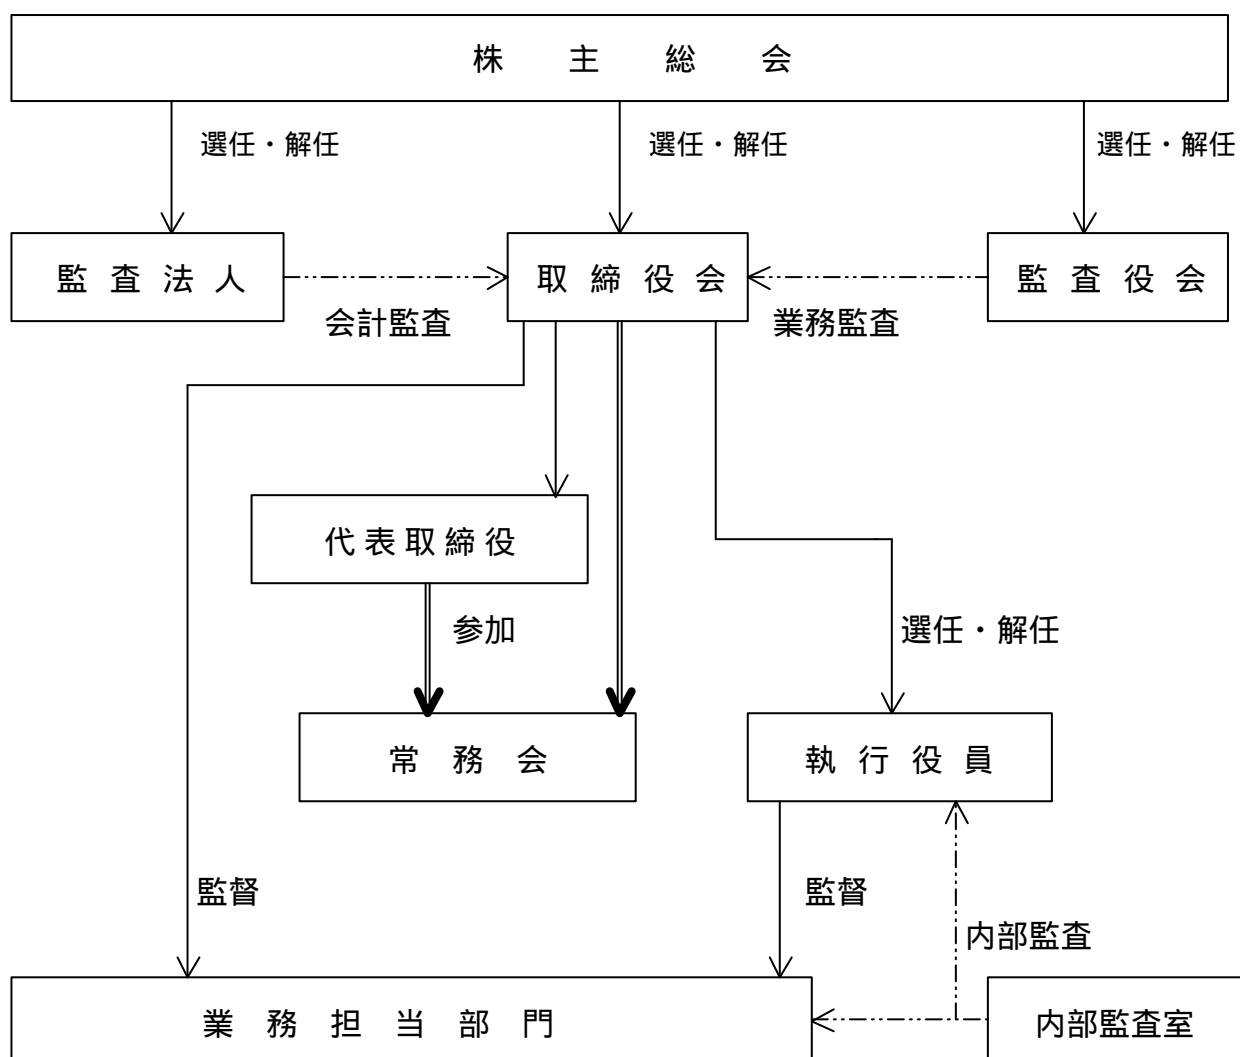 株主総会
選任・解任
選任・解任
選任・解任
監査法人
取締役会
監査役会
会計監査
業務監査
代表取締役
参加
選任・解任
常務会
執行役員
監督
監督
内部監査
業務担当部門
内部監査室